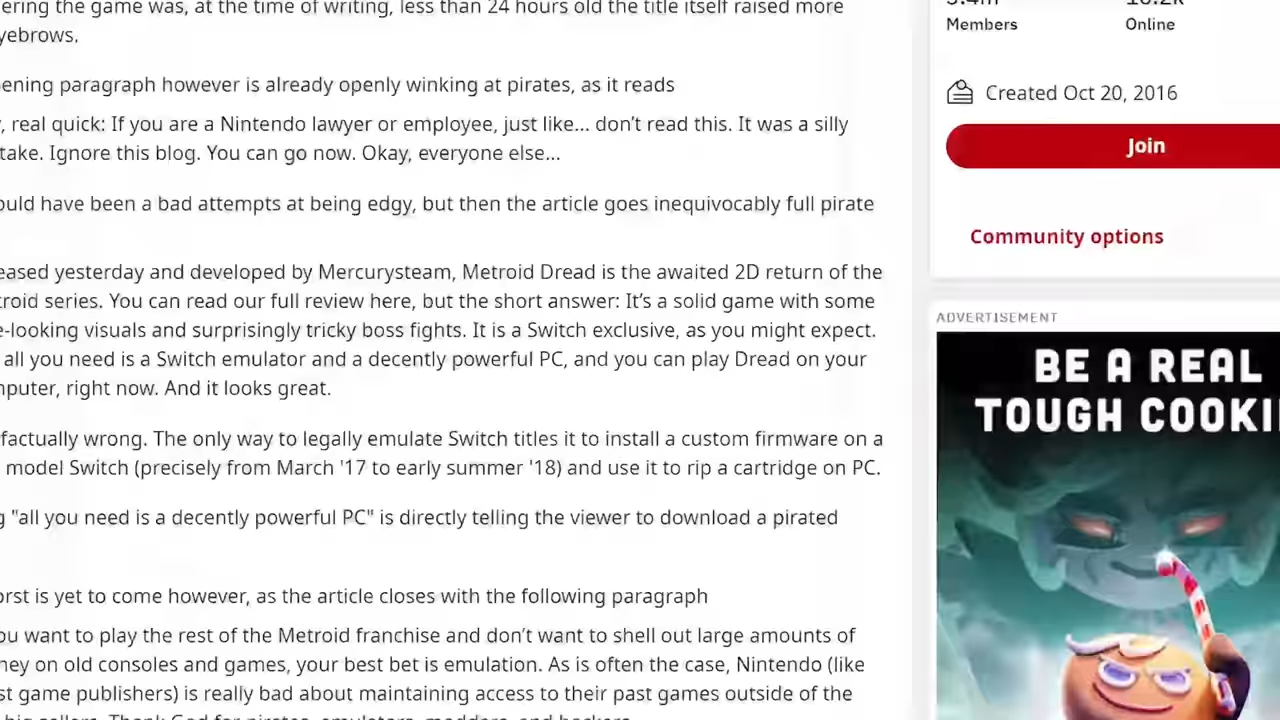 ering the game was, at the time of writing, less than 24 hours old the title itself raised more
yebrows.
ening paragraph however is already openly winking at pirates, as it reads
, real quick: If you are a Nintendo lawyer or employee, just like... don't read this. It was a silly
take. Ignore this blog. You can go now. Okay, everyone else...
ould have been a bad attempts at being edgy, but then the article goes inequivocably full pirate
eased yesterday and developed by Mercurysteam, Metroid Dread is the awaited 2D return of the
troid series. You can read our full review here, but the short answer: It's a solid game with some
e-looking visuals and surprisingly tricky boss fights. It is a Switch exclusive, as you might expect.
all you need is a Switch emulator and a decently powerful PC, and you can play Dread on your
nputer, right now. And it looks great.
factually wrong. The only way to legally emulate Switch titles it to install a custom firmware on a
model Switch (precisely from March '17 to early summer '18) and use it to rip a cartridge on PC.
g "all you need is a decently powerful PC" is directly telling the viewer to download a pirated
orst is yet to come however, as the article closes with the following paragraph
ou want to play the rest of the Metroid franchise and don't want to shell out large amounts of
ney on old consoles and games, your best bet is emulation. As is often the case, Nintendo (like
st game publishers) is really bad about maintaining access to their past games outside of the
big sellers. Thank God for pirates, emulators, modders, and hackers.
Members Online
Created Oct 20, 2016
Join
Community options
ADVERTISEMENT
BE A REAL
TOUGH COOKI